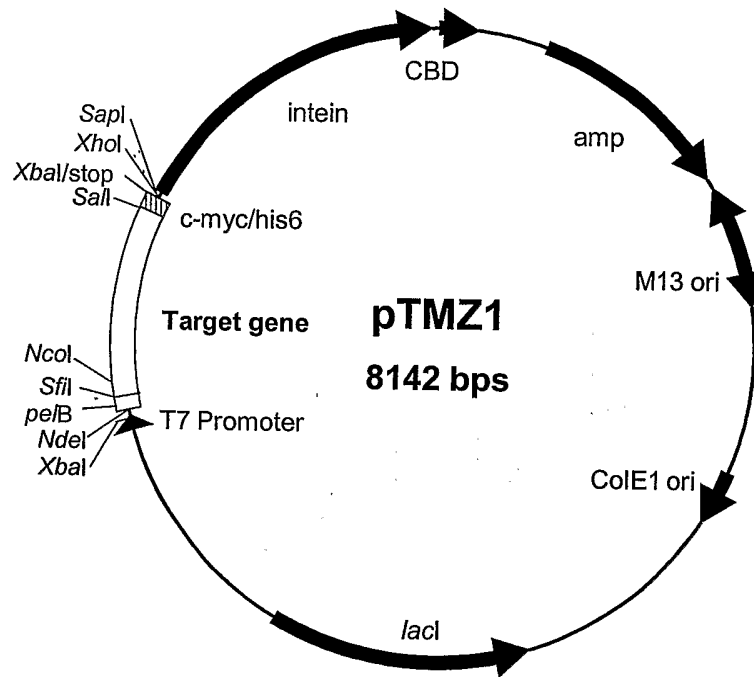 CBD
intein
amp
SapI
XhoI
XbaI/stop
SalI
c-myc/his6
M13 ori
Target gene
pTMZ1
8142 bps
NcoI
SfiI
pelB
NdeI
XbaI
T7 Promoter
ColE1 ori
lacI